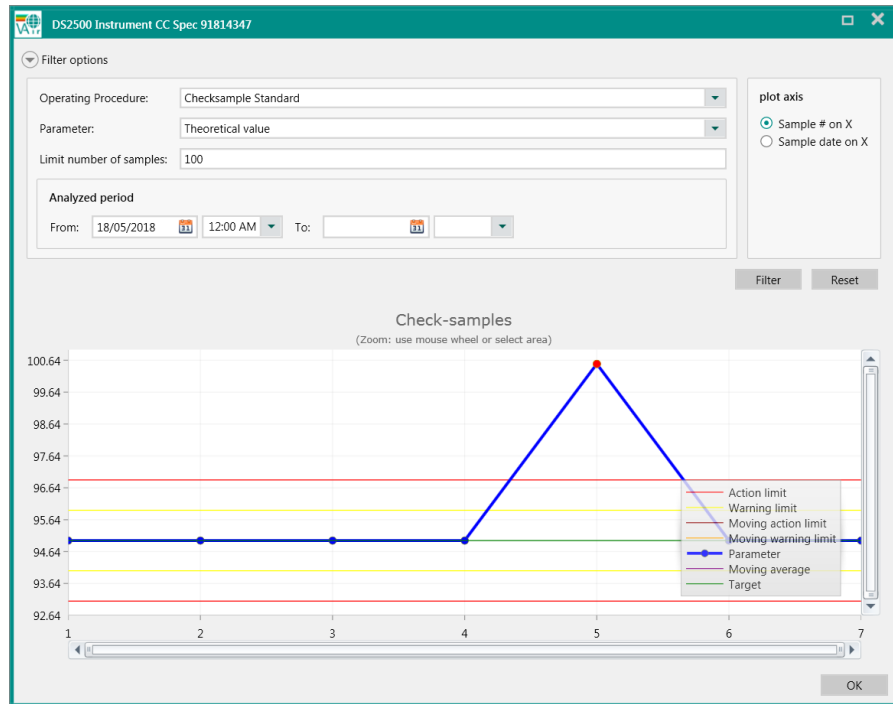 DS2500 Instrument CC Spec 91814347
Filter options
Operating Procedure: Checksample Standard
Parameter: Theoretical value
Limit number of samples: 100
Analyzed period
From: 18/05/2018 31 12:00 AM To: 31
plot axis
Sample # on X
Sample date on X
Filter Reset
Check-samples
(Zoom: use mouse wheel or select area)
100.64
99.64
98.64
97.64
96.64
95.64
94.64
93.64
92.64
1 2 3 4 5 6 7
Action limit
Warning limit
Moving action limit
Moving warning limit
Parameter
Moving average
Target
OK